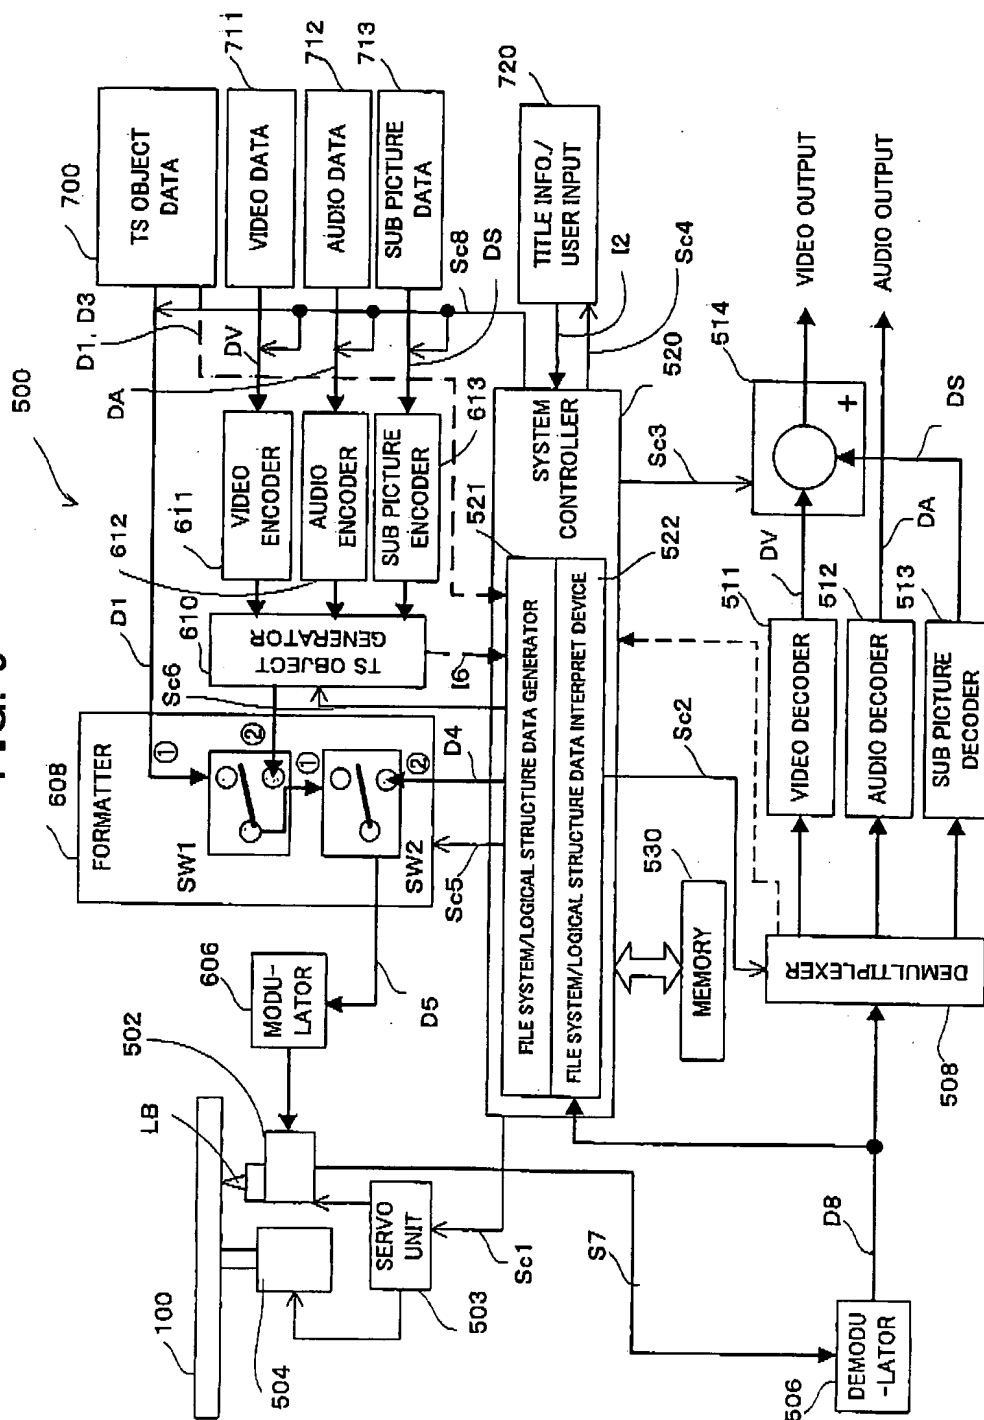 500
700
TS OBJECT
DATA
711
VIDEO DATA
712
AUDIO DATA
713
SUB PICTURE
DATA
D1, D3
DV
DA
DS
Sc8
720
TITLE INFO./
USER INPUT
I2
Sc4
611
VIDEO
ENCODER
612
AUDIO
ENCODER
613
SUB PICTURE
ENCODER
610
TS OBJECT
GENERATOR
D1
Sc6
I6
608
FORMATTER
①
②
SW1
①
②
SW2
Sc5
D4
D5
606
MODU-
LATOR
502
LB
100
504
SERVO
UNIT
503
Sc1
520
SYSTEM
CONTROLLER
521
FILE SYSTEM/LOGICAL STRUCTURE DATA GENERATOR
FILE SYSTEM/LOGICAL STRUCTURE DATA INTERPRET DEVICE
522
530
MEMORY
Sc2
Sc3
S7
D8
DEMODU
-LATOR
506
DEMULTIPLEXER
508
511
VIDEO DECODER
512
AUDIO DECODER
513
SUB PICTURE
DECODER
DV
DA
DS
514
+
VIDEO OUTPUT
AUDIO OUTPUT